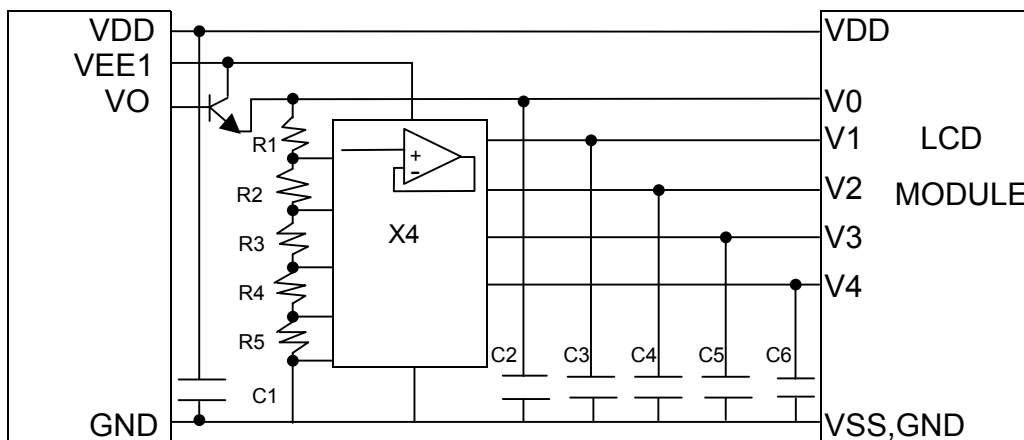 VDD
VEE1
VO
GND
R1
R2
R3
R4
R5
+
-
X4
C1
C2
C3
C4
C5
C6
VDD
V0
V1
V2
V3
V4
VSS,GND
LCD
MODULE